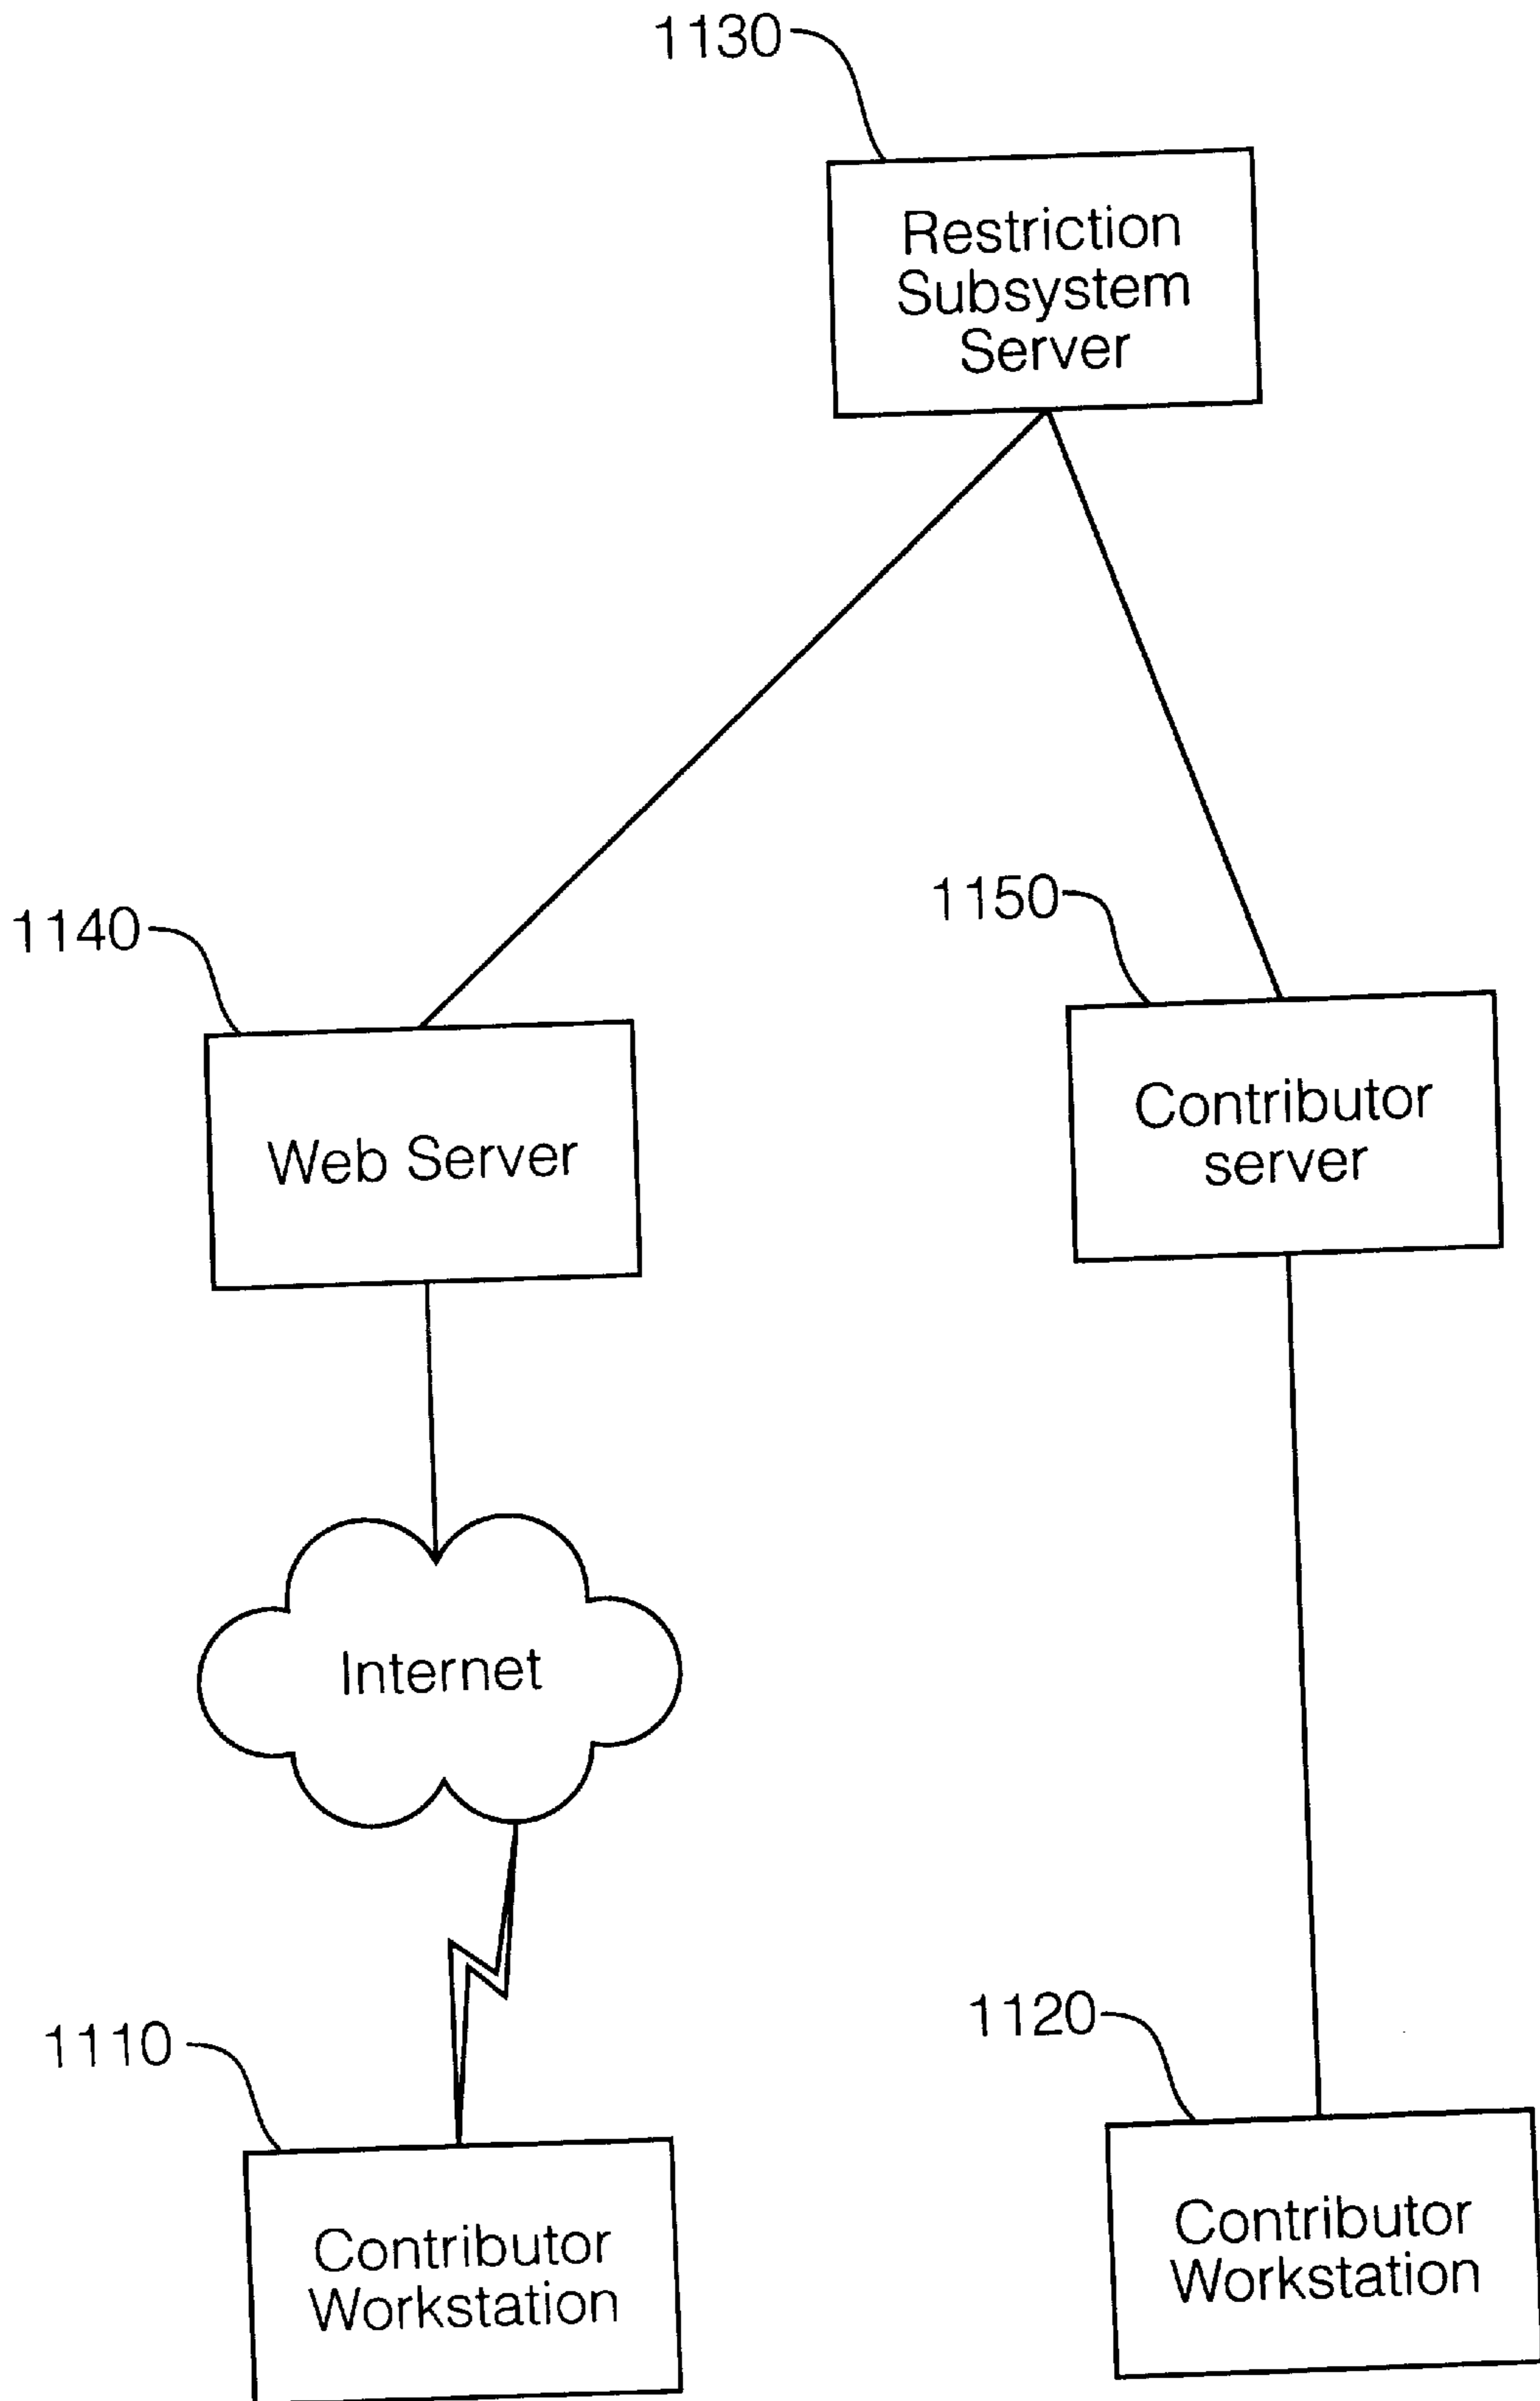 1130
Restriction
Subsystem
Server
1140
1150
Web Server
Contributor
server
Internet
1110
1120
Contributor
Workstation
Contributor
Workstation